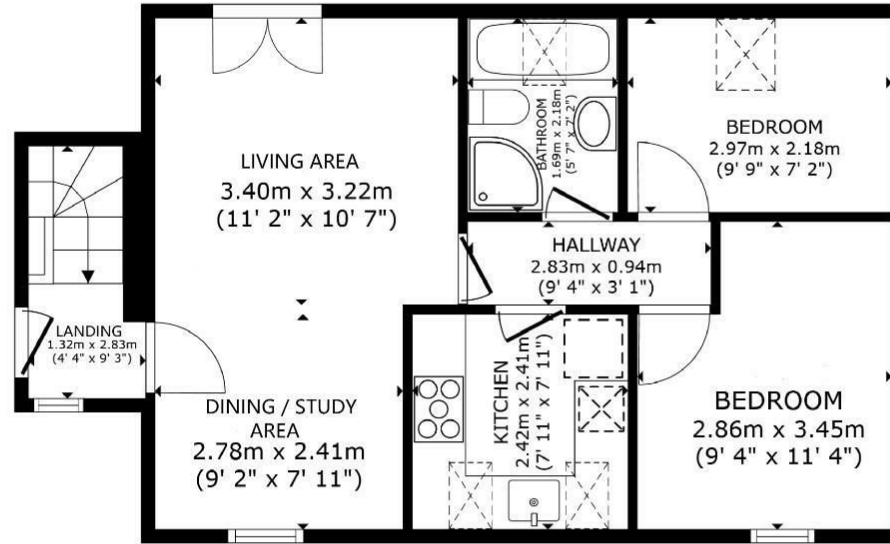 LIVING AREA
3.40m x 3.22m
(11' 2" x 10' 7")
BATHROOM
1.69m x 2.18m
(5' 7" x 7' 2")
BEDROOM
2.97m x 2.18m
(9' 9" x 7' 2")
HALLWAY
2.83m x 0.94m
(9' 4" x 3' 1")
LANDING
1.32m x 2.83m
(4' 4" x 9' 3")
DINING / STUDY
AREA
2.78m x 2.41m
(9' 2" x 7' 11")
KITCHEN
2.42m x 2.41m
(7' 11" x 7' 11")
BEDROOM
2.86m x 3.45m
(9' 4" x 11' 4")